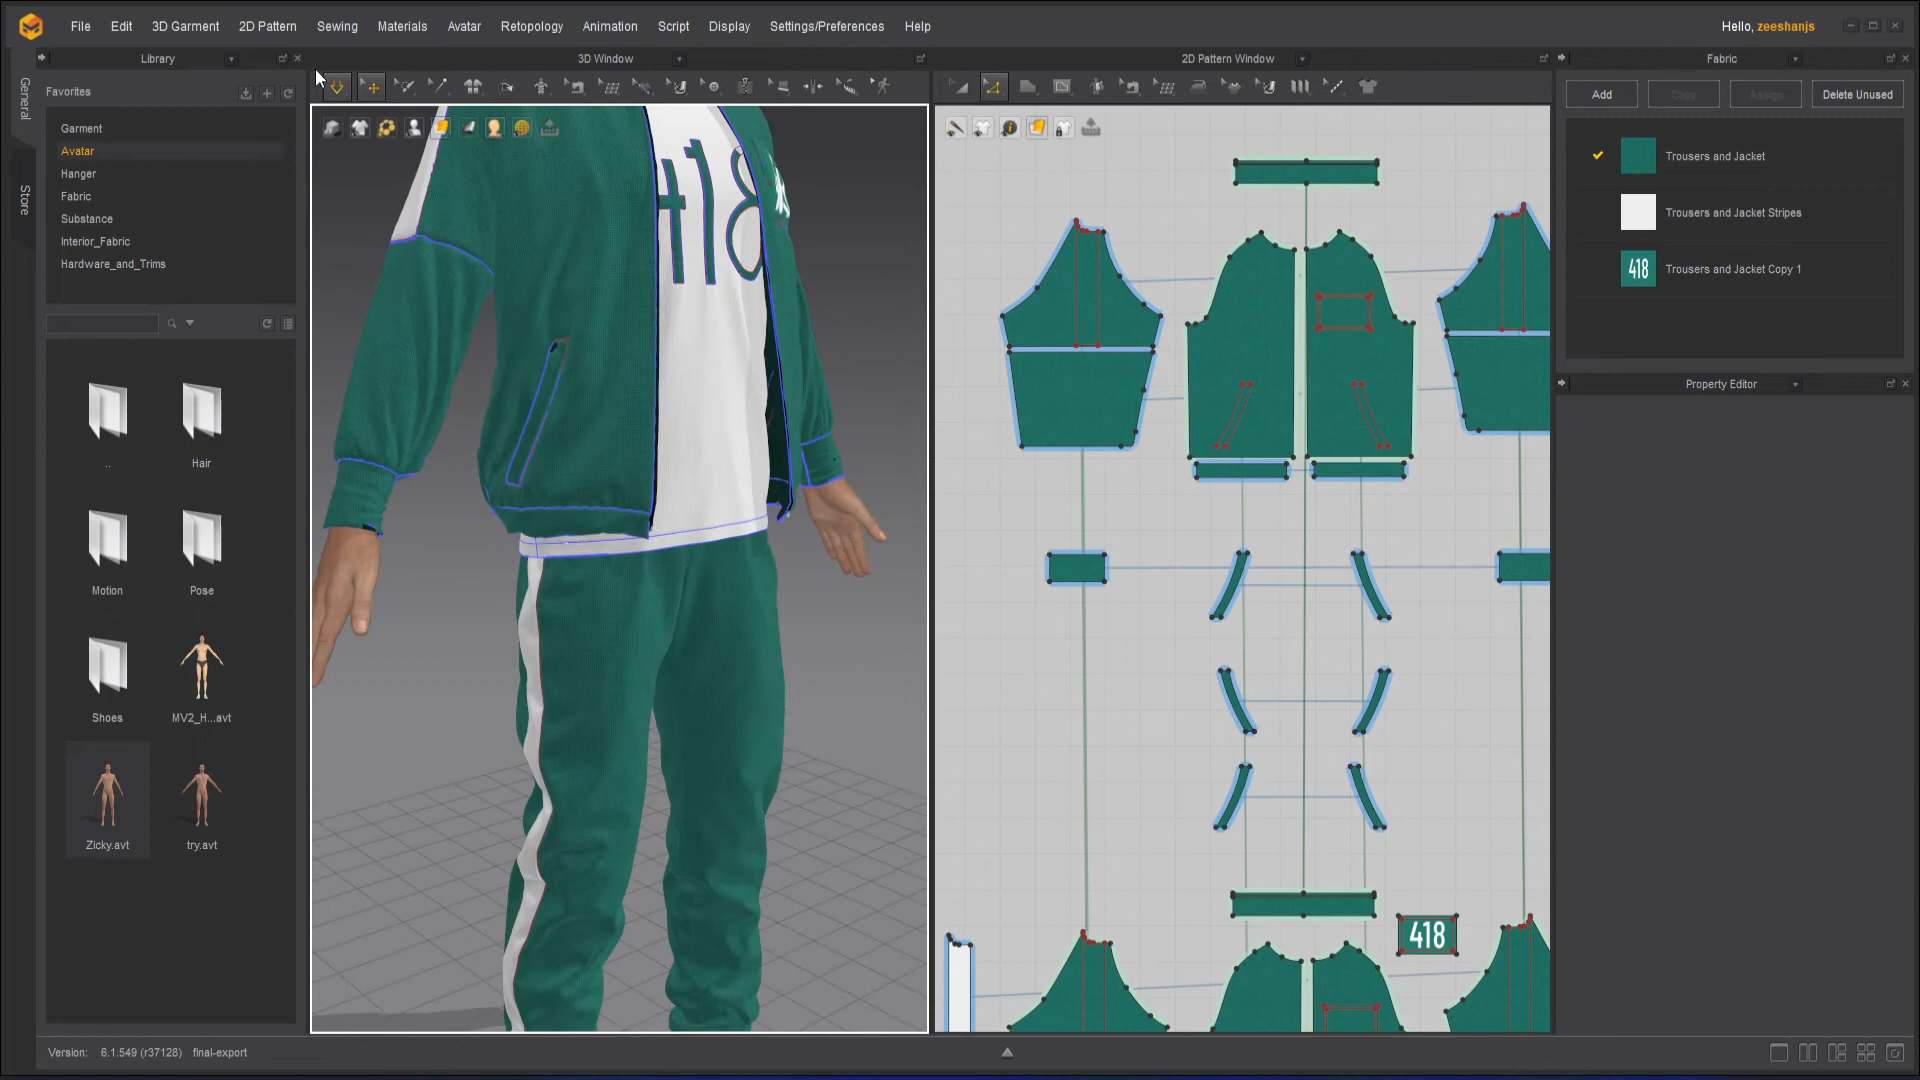 File Edit 3D Garment 2D Pattern Sewing Materials Avatar Retopology Animation Script Display Settings/Preferences Help
Hello, zeeshanjs
Library
3D Window
2D Pattern Window
Fabric
General
Store
Favorites
Garment
Avatar
Hanger
Fabric
Substance
Interior_Fabric
Hardware_and_Trims
..
Hair
Motion
Pose
Shoes
MV2_H...avt
Zicky.avt
try.avt
418
418
Add Copy Assign Delete Unused
Trousers and Jacket
Trousers and Jacket Stripes
418 Trousers and Jacket Copy 1
Property Editor
Version: 6.1.549 (r37128) final-export